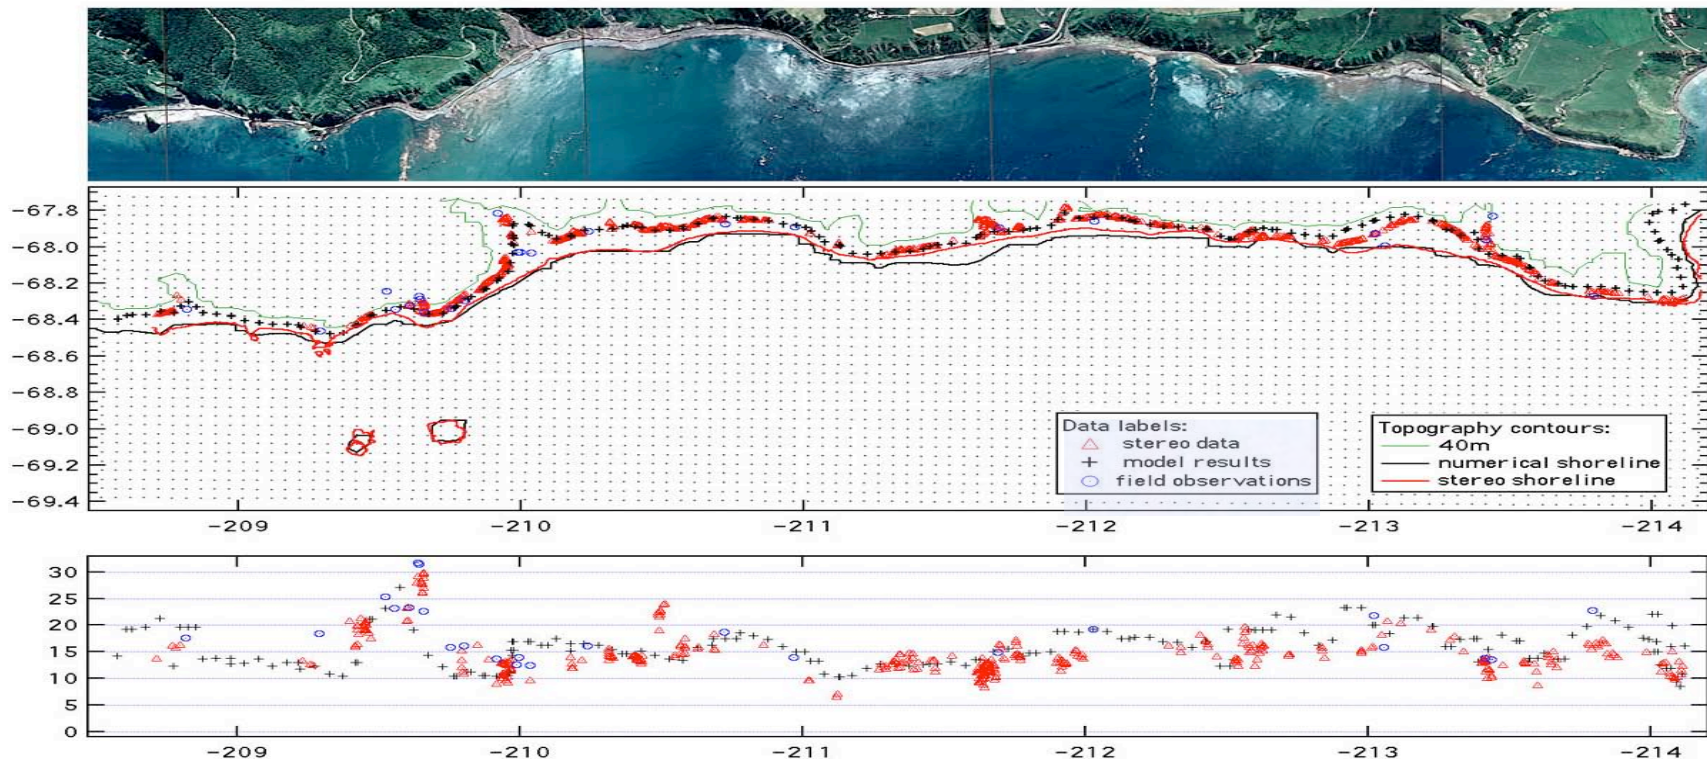 −67.8
−68.0
−68.2
−68.4
−68.6
−68.8
−69.0
−69.2
−69.4
Data labels:
stereo data
model results
field observations
Topography contours:
40m
numerical shoreline
stereo shoreline
−209 −210 −211 −212 −213 −214
30
25
20
15
10
5
0
−209 −210 −211 −212 −213 −214